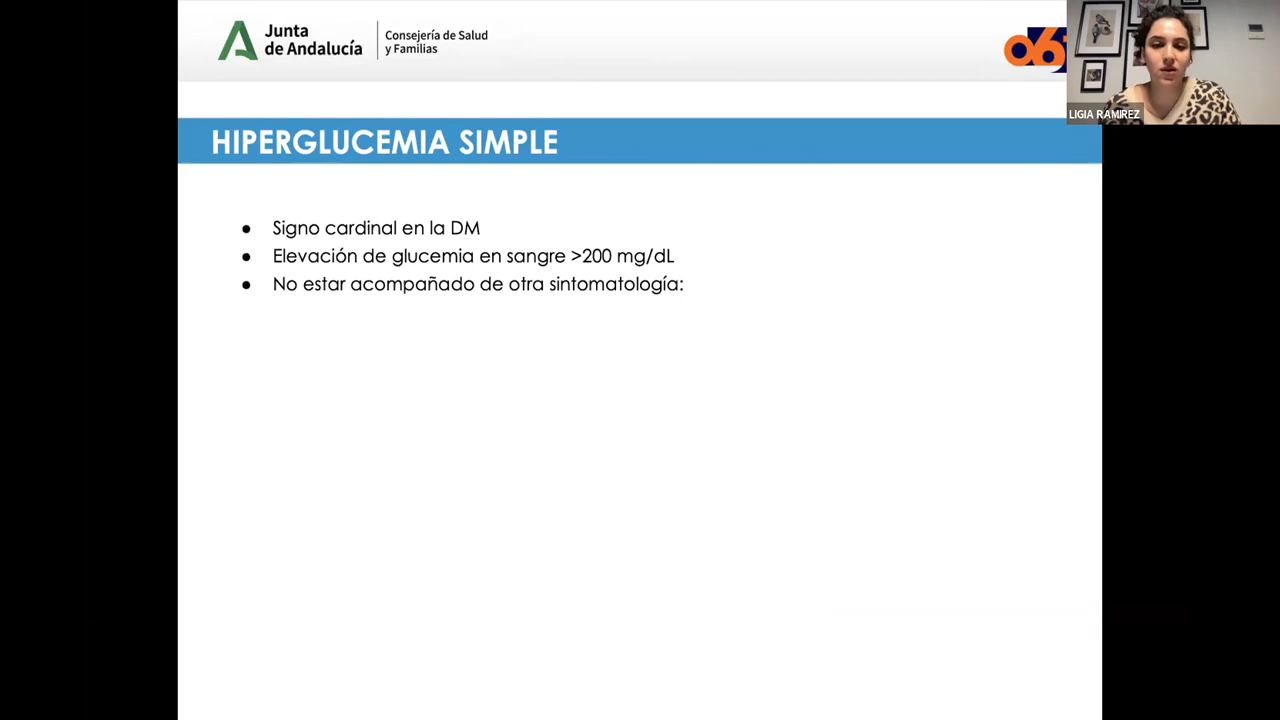 Junta
de Andalucía
Consejería de Salud
y Familias
061
LIGIA RAMIREZ
HIPERGLUCEMIA SIMPLE
● Signo cardinal en la DM
● Elevación de glucemia en sangre >200 mg/dL
● No estar acompañado de otra sintomatología: